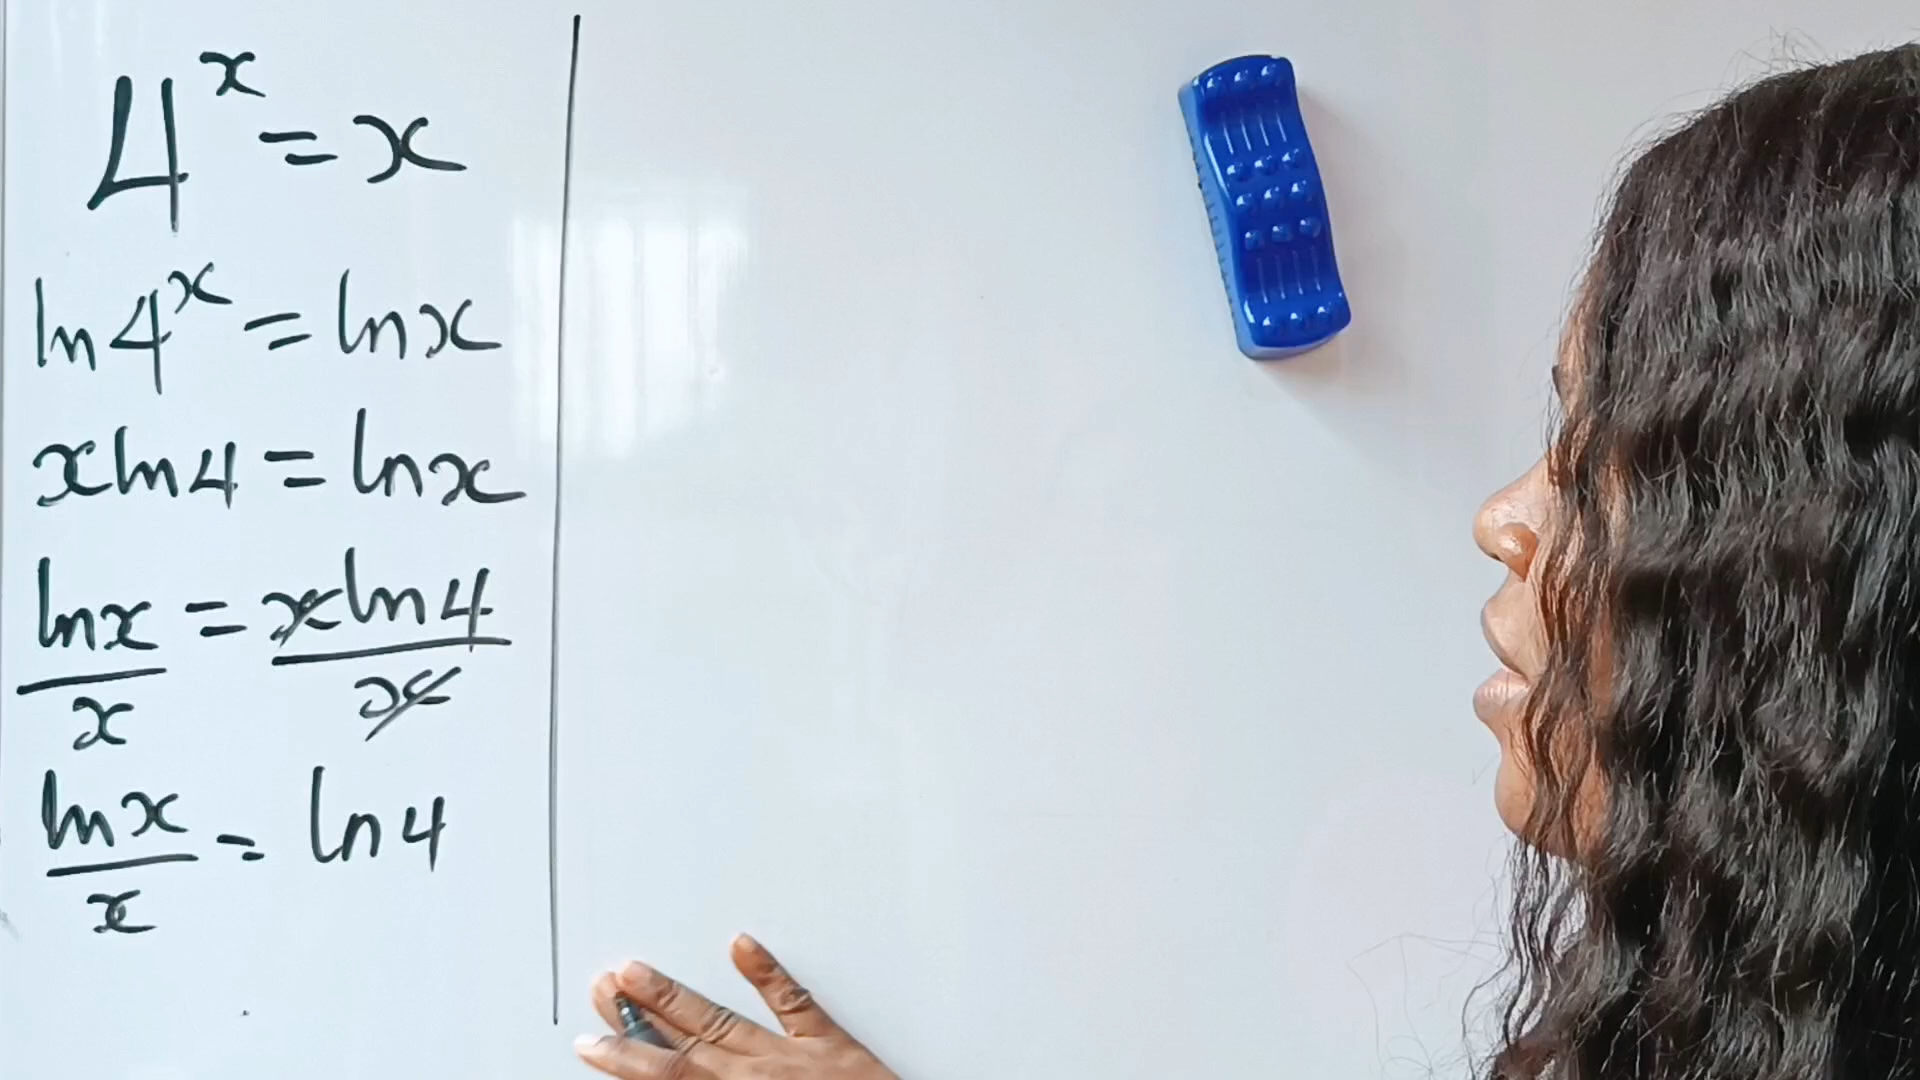 4^x = x
ln 4^x = ln x
x ln 4 = ln x
ln x / x = x ln 4 / x
ln x / x = ln 4